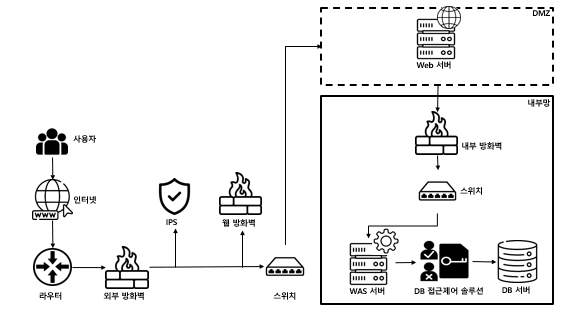 DMZ
Web 서버
내부망
내부 방화벽
스위치
WAS 서버
DB 접근제어 솔루션
DB 서버
사용자
인터넷
WWW
라우터
외부 방화벽
IPS
웹 방화벽
스위치